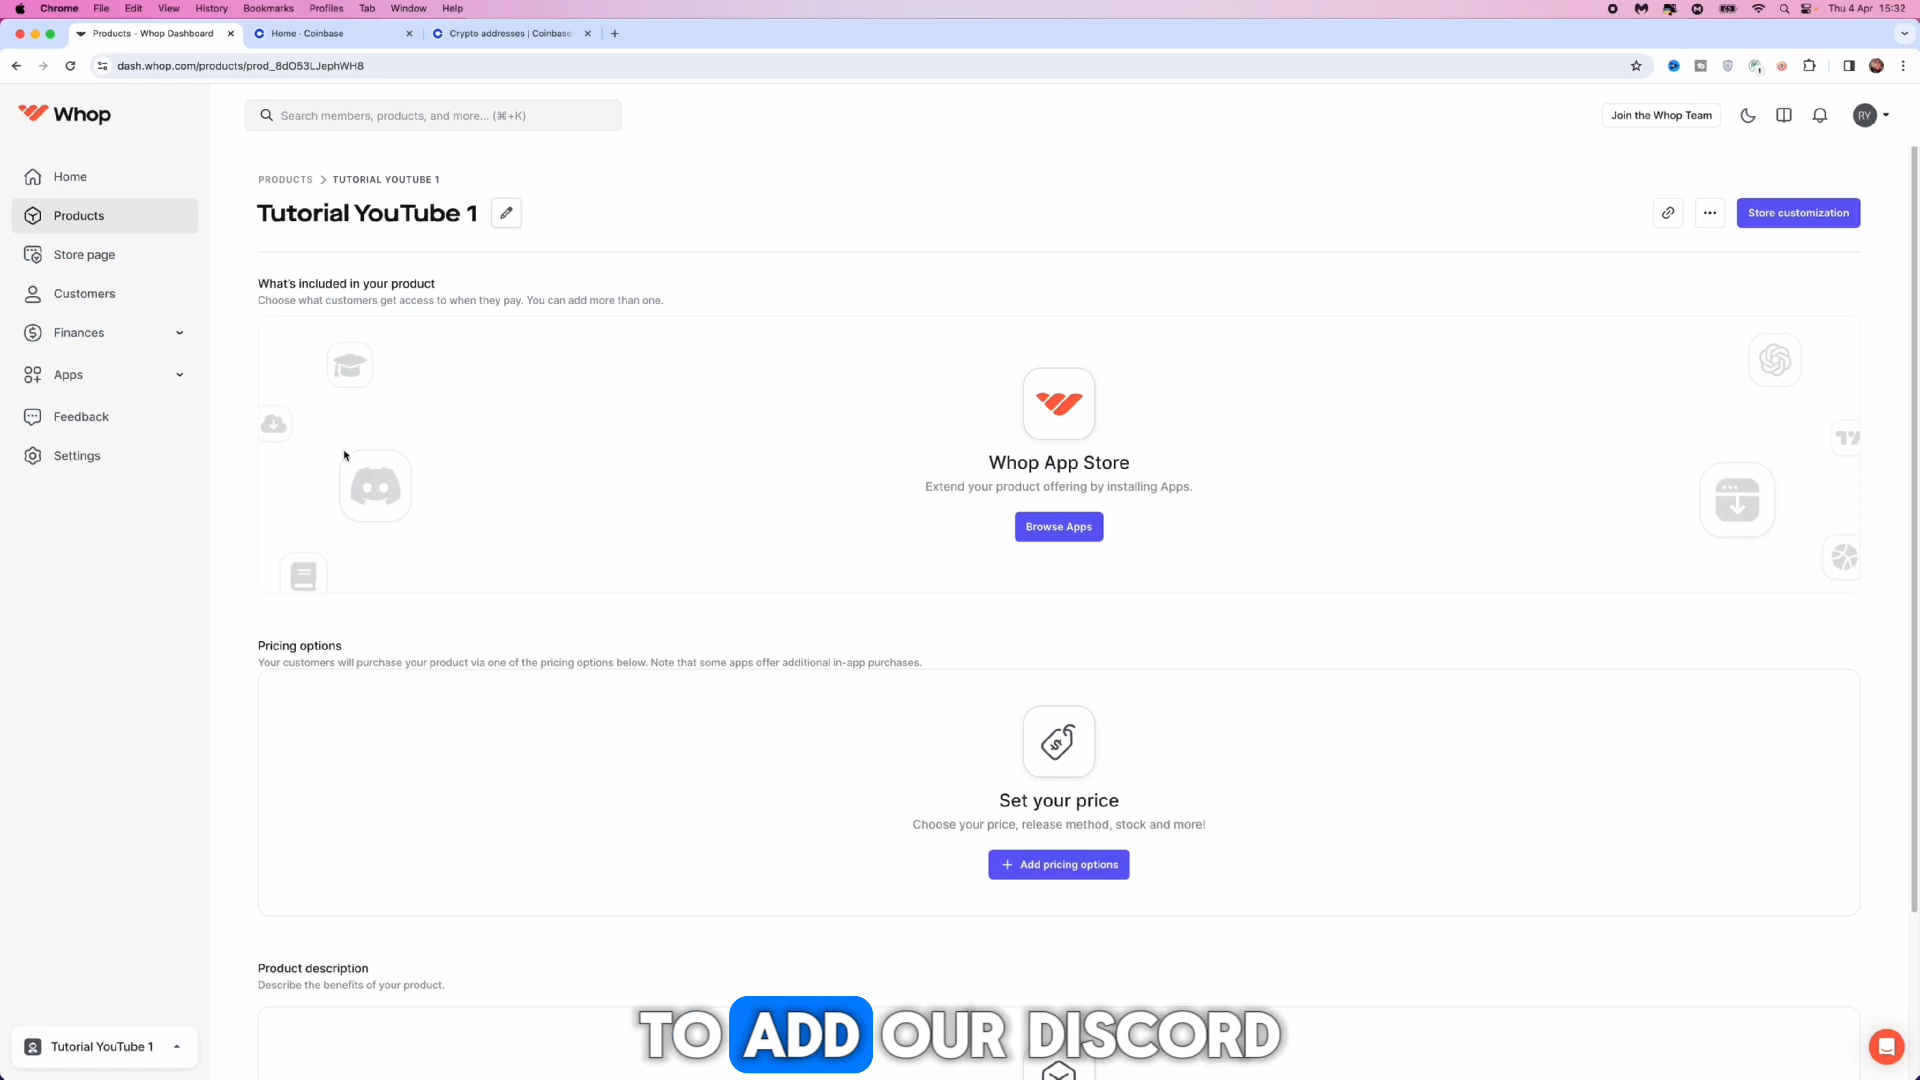 Chrome File Edit View History Bookmarks Profiles Tab Window Help
Thu 4 Apr 15:32
Products - Whop Dashboard
Home - Coinbase
Crypto addresses | Coinbase
dash.whop.com/products/prod_8dO53LJephWH8
Whop
Search members, products, and more... (⌘+K)
Join the Whop Team
RY
Home
Products
Store page
Customers
Finances
Apps
Feedback
Settings
PRODUCTS > TUTORIAL YOUTUBE 1
Tutorial YouTube 1
Store customization
What's included in your product
Choose what customers get access to when they pay. You can add more than one.
Whop App Store
Extend your product offering by installing Apps.
Browse Apps
Pricing options
Your customers will purchase your product via one of the pricing options below. Note that some apps offer additional in-app purchases.
Set your price
Choose your price, release method, stock and more!
+ Add pricing options
Product description
Describe the benefits of your product.
TO ADD OUR DISCORD
Tutorial YouTube 1